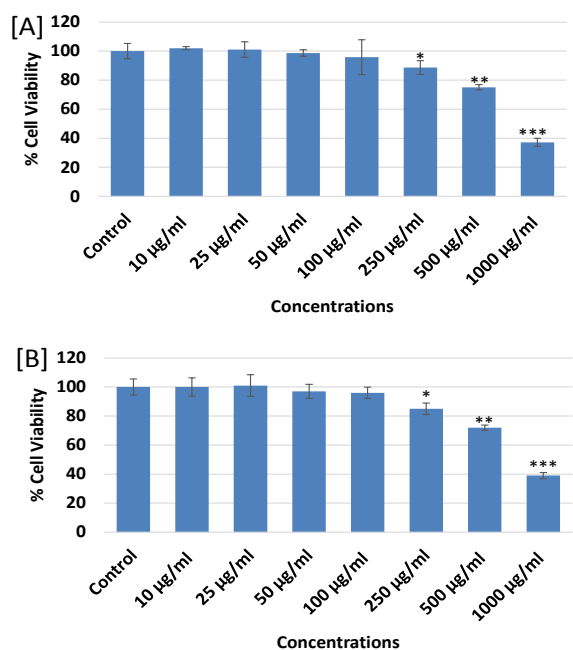 [A]
% Cell Viability
120
100
80
60
40
20
0
*
**
***
Control
10 µg/ml
25 µg/ml
50 µg/ml
100 µg/ml
250 µg/ml
500 µg/ml
1000 µg/ml
Concentrations
[B]
% Cell Viability
120
100
80
60
40
20
0
*
**
***
Control
10 µg/ml
25 µg/ml
50 µg/ml
100 µg/ml
250 µg/ml
500 µg/ml
1000 µg/ml
Concentrations